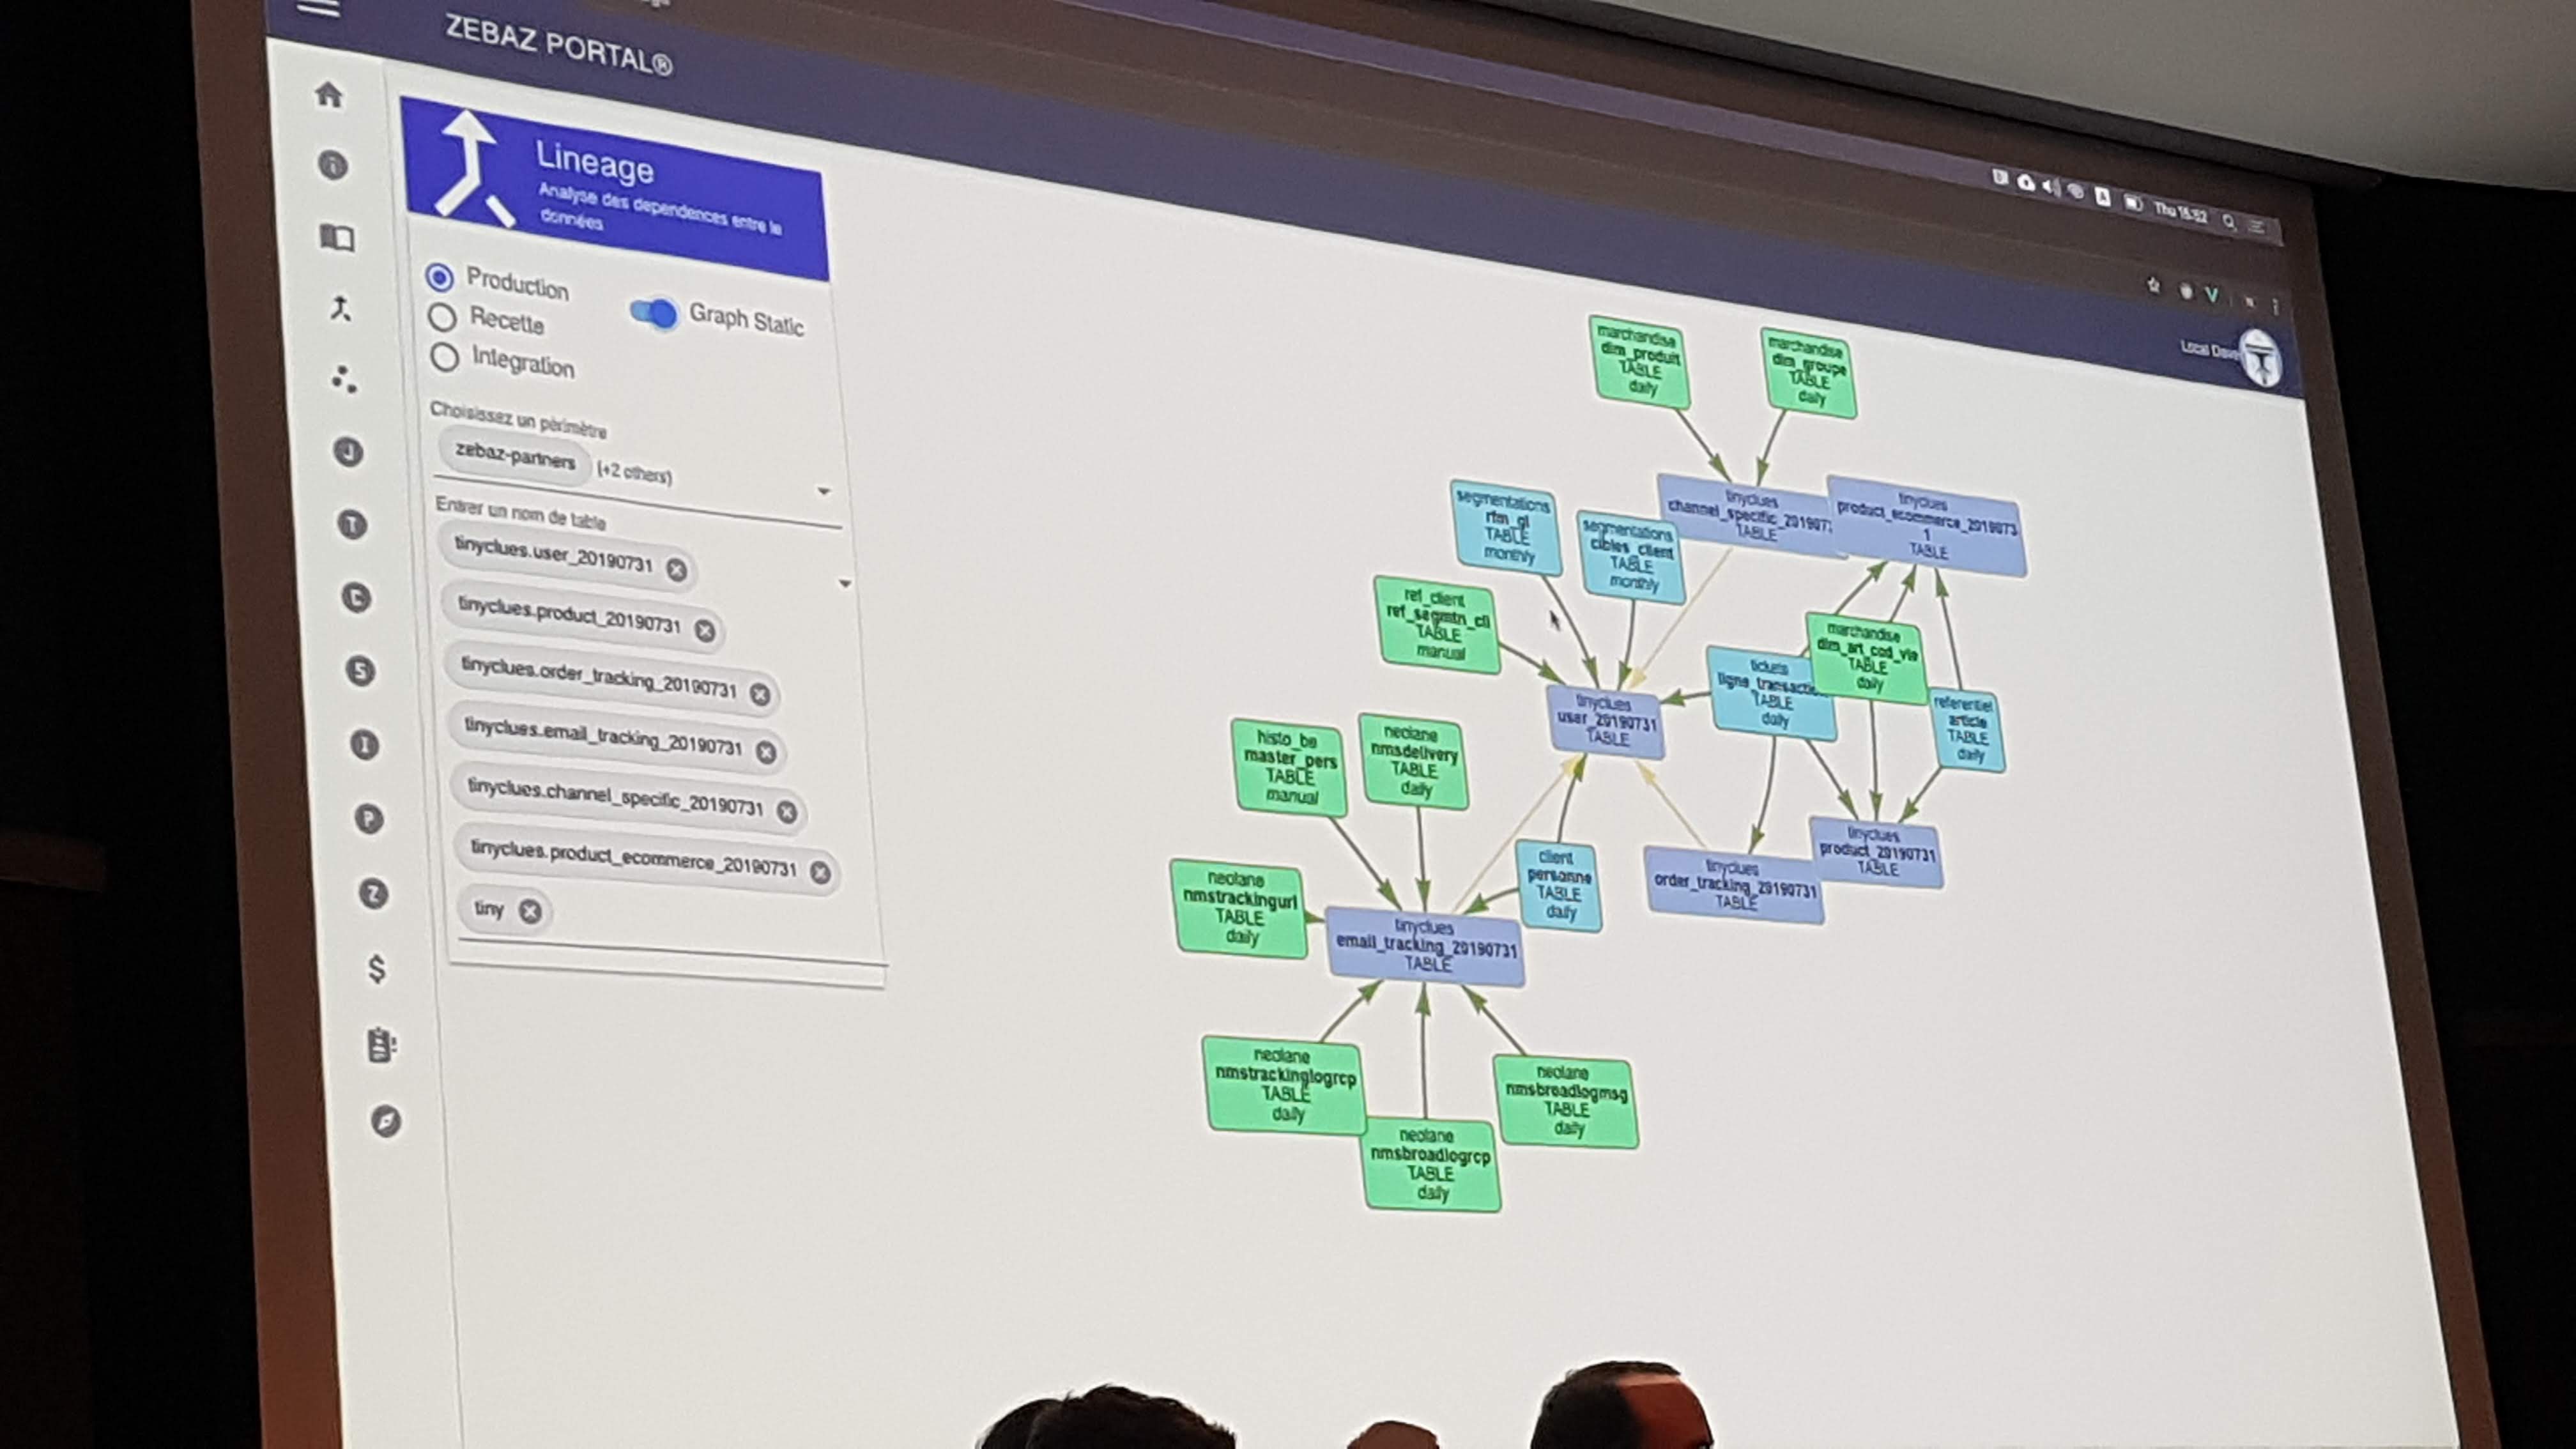 ZEBAZ PORTAL®
Thu 15:52
Lineage
Analyse des dependences entre le
données
Production
Recette
Integration
Graph Static
Choisissez un périmètre
zebaz-partners (+2 others)
Entrer un nom de table
tinyclues.user_20190731
tinyclues.product_20190731
tinyclues.order_tracking_20190731
tinyclues.email_tracking_20190731
tinyclues.channel_specific_20190731
tinyclues.product_ecommerce_20190731
tiny
Local
marchandise
dim_produit
TABLE
daily
marchandise
dim_groupe
TABLE
daily
segmentations
rfm_gl
TABLE
monthly
segmentations
cibles_client
TABLE
monthly
tinyclues
channel_specific_201907
TABLE
tinyclues
product_ecommerce_2019073
1
TABLE
ref_client
ref_segmtn_cli
TABLE
manual
tinyclues
user_20190731
TABLE
tickets
ligne_transactio
TABLE
daily
marchandise
dim_art_cod_vie
TABLE
daily
referentiel
article
TABLE
daily
histo_be
master_pers
TABLE
manual
neolane
nmsdelivery
TABLE
daily
neolane
nmstrackingurl
TABLE
daily
tinyclues
email_tracking_20190731
TABLE
client
personne
TABLE
daily
tinyclues
order_tracking_20190731
TABLE
tinyclues
product_20190731
TABLE
neolane
nmstrackinglogrcp
TABLE
daily
neolane
nmsbroadlogrcp
TABLE
daily
neolane
nmsbroadlogmsg
TABLE
daily
J
T
C
S
I
P
Z
$